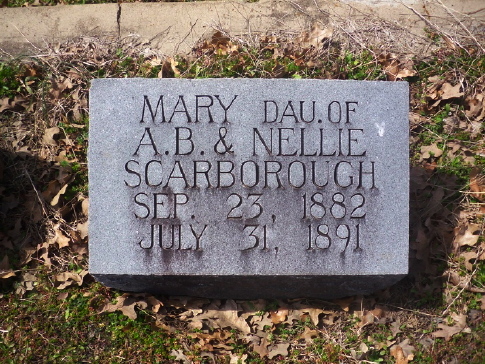 MARY DAU. OF
A.B. & NELLIE
SCARBOROUGH
SEP. 23, 1882
JULY 31, 1891